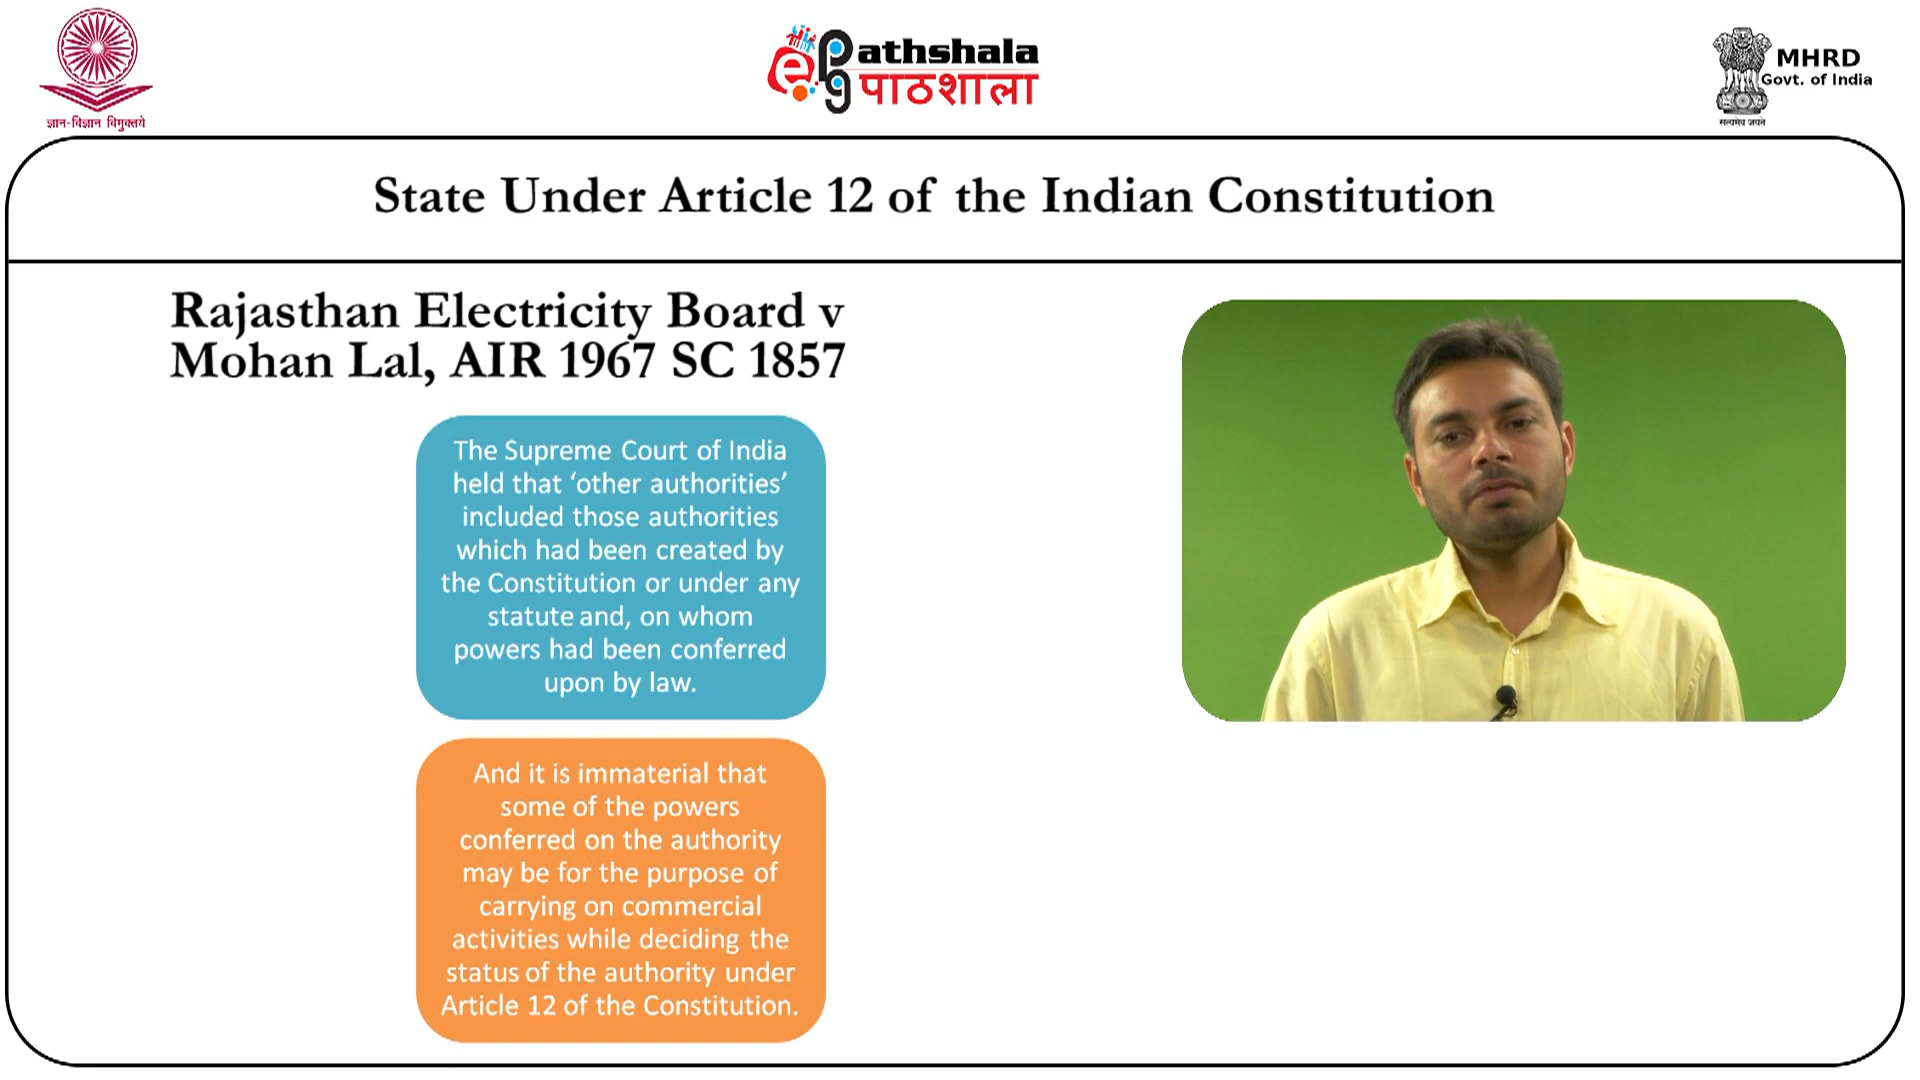 ज्ञान-विज्ञान विमुक्तये
e pg Pathshala
पाठशाला
MHRD
Govt. of India
सत्यमेव जयते
State Under Article 12 of the Indian Constitution
Rajasthan Electricity Board v
Mohan Lal, AIR 1967 SC 1857
The Supreme Court of India
held that ‘other authorities’
included those authorities
which had been created by
the Constitution or under any
statute and, on whom
powers had been conferred
upon by law.
And it is immaterial that
some of the powers
conferred on the authority
may be for the purpose of
carrying on commercial
activities while deciding the
status of the authority under
Article 12 of the Constitution.